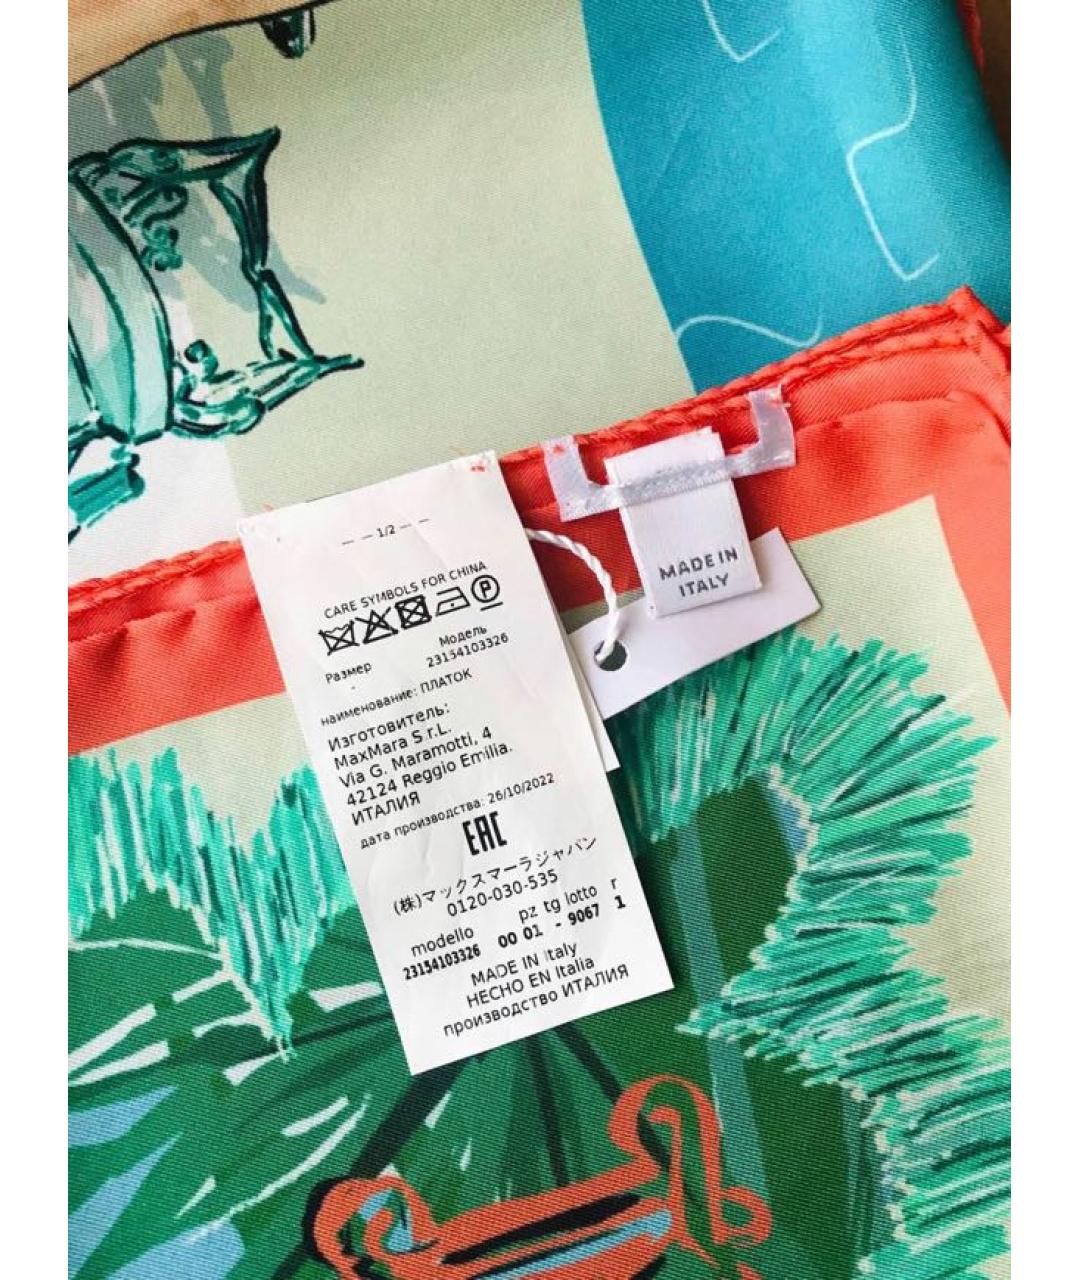 — — 1/2 — —
CARE SYMBOLS FOR CHINA
P
Размер Модель
- 23154103326
наименование: ПЛАТОК
Изготовитель:
MaxMara S.r.L.
Via G. Maramotti, 4
42124 Reggio Emilia.
ИТАЛИЯ
дата производства: 26/10/2022
EAC
(株)マックスマーラジャパン
0120-030-535
modello pz tg lotto r
23154103326 00 01 - 9067 1
MADE IN Italy
HECHO EN Italia
производство ИТАЛИЯ
MADE IN
ITALY